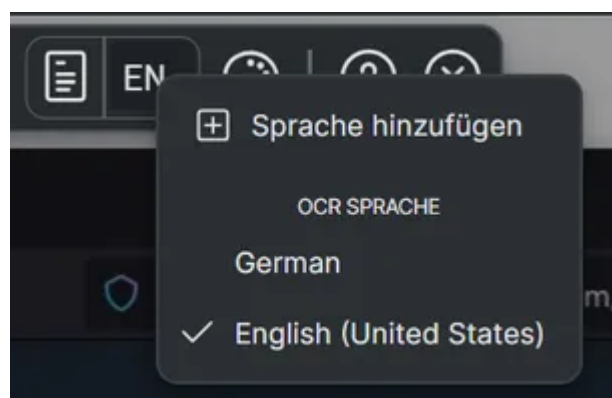 EN
Sprache hinzufügen
OCR SPRACHE
German
m
English (United States)